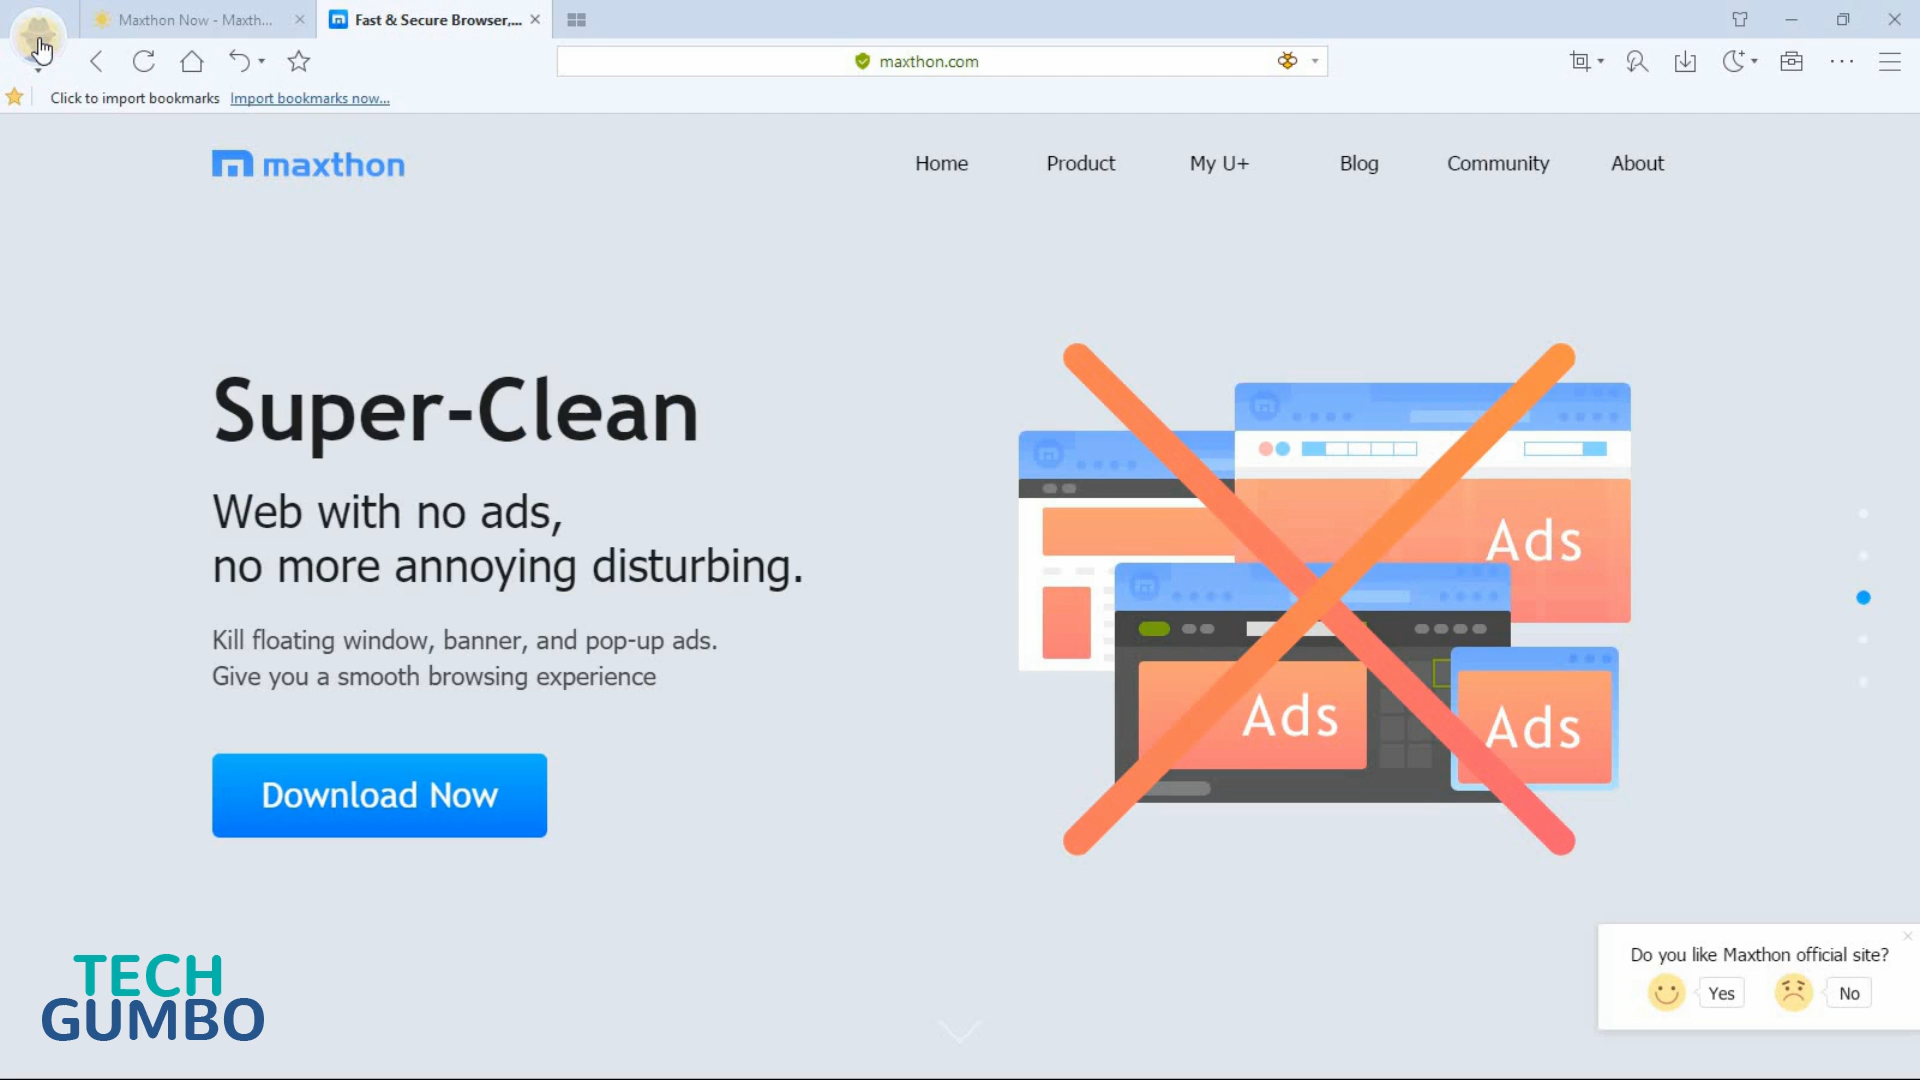 Maxthon Now - Maxth...
Fast & Secure Browser,...
maxthon.com
Click to import bookmarks
Import bookmarks now...
maxthon
Home
Product
My U+
Blog
Community
About
Super-Clean
Web with no ads,
no more annoying disturbing.
Kill floating window, banner, and pop-up ads.
Give you a smooth browsing experience
Download Now
Ads
Ads
Ads
Do you like Maxthon official site?
Yes
No
TECH
GUMBO